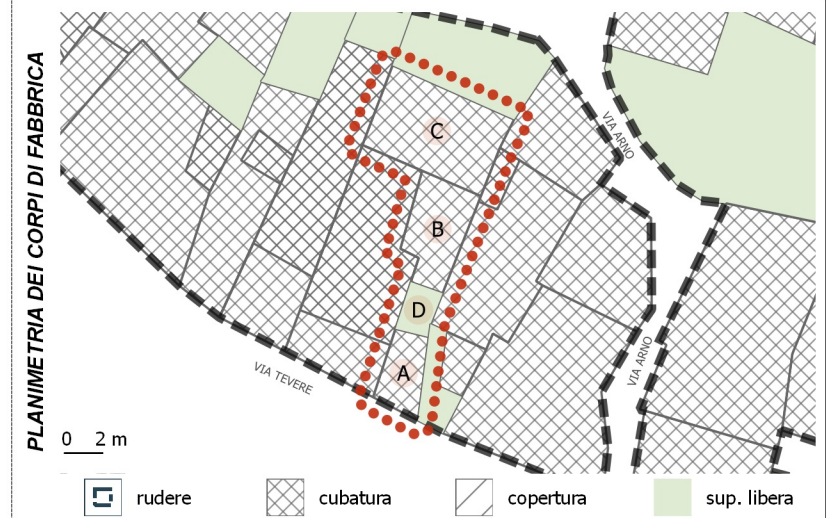 PLANIMETRIA DEI CORPI DI FABBRICA
VIA ARNO
C
B
D
A
VIA TEVERE
VIA ARNO
0 2 m
rudere
cubatura
copertura
sup. libera